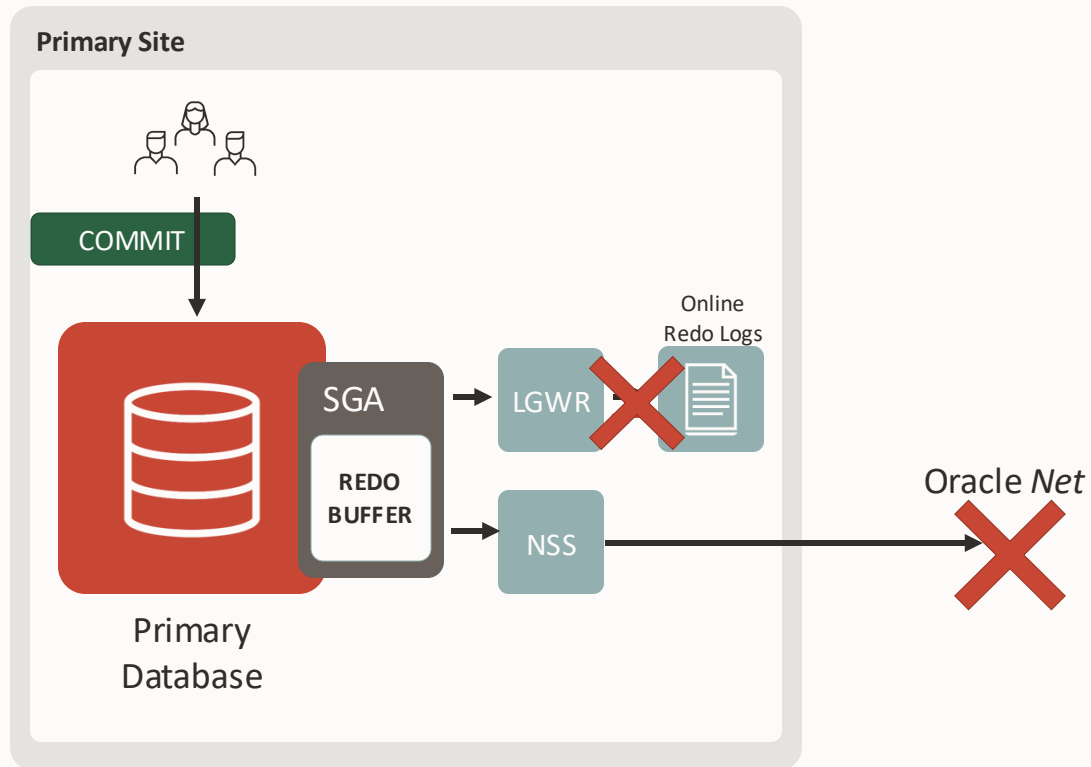 Primary Site
COMMIT
Online
Redo Logs
SGA
LGWR
REDO
BUFFER
Oracle Net
NSS
Primary
Database